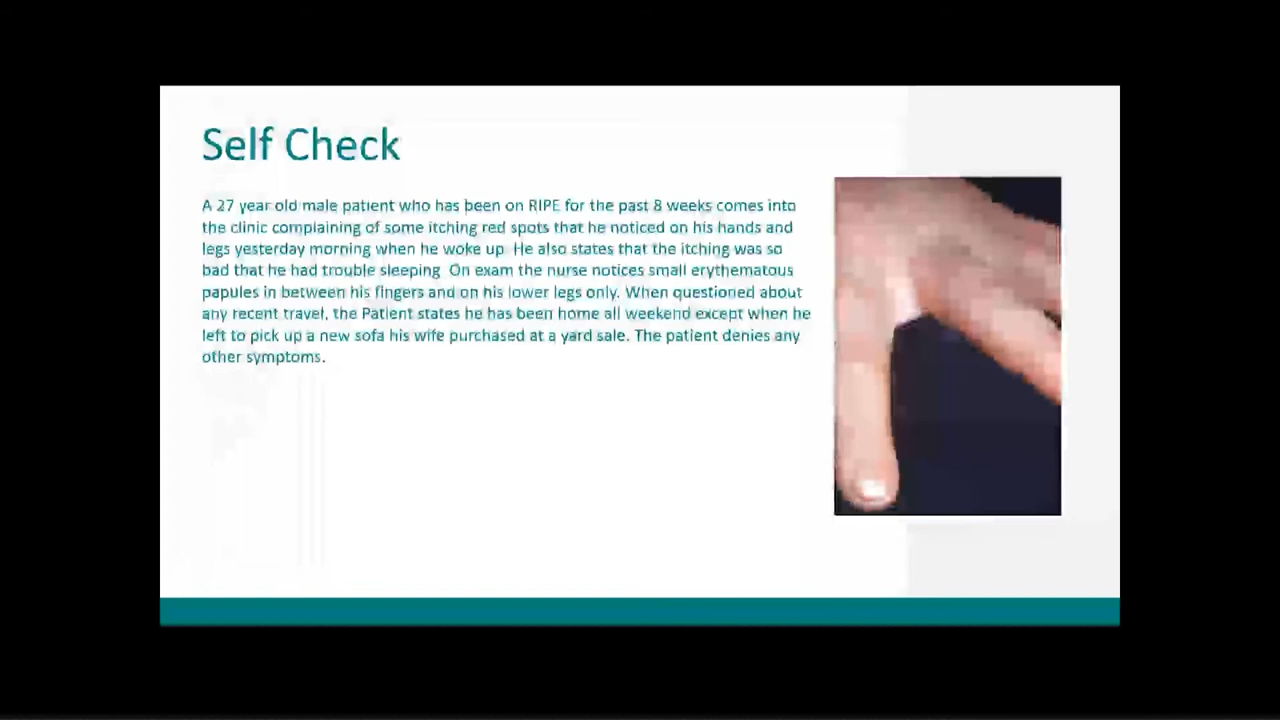 Self Check
A 27 year old male patient who has been on RIPE for the past 8 weeks comes into
the clinic complaining of some itching red spots that he noticed on his hands and
legs yesterday morning when he woke up. He also states that the itching was so
bad that he had trouble sleeping  On exam the nurse notices small erythematous
papules in between his fingers and on his lower legs only. When questioned about
any recent travel, the Patient states he has been home all weekend except when he
left to pick up a new sofa his wife purchased at a yard sale. The patient denies any
other symptoms.